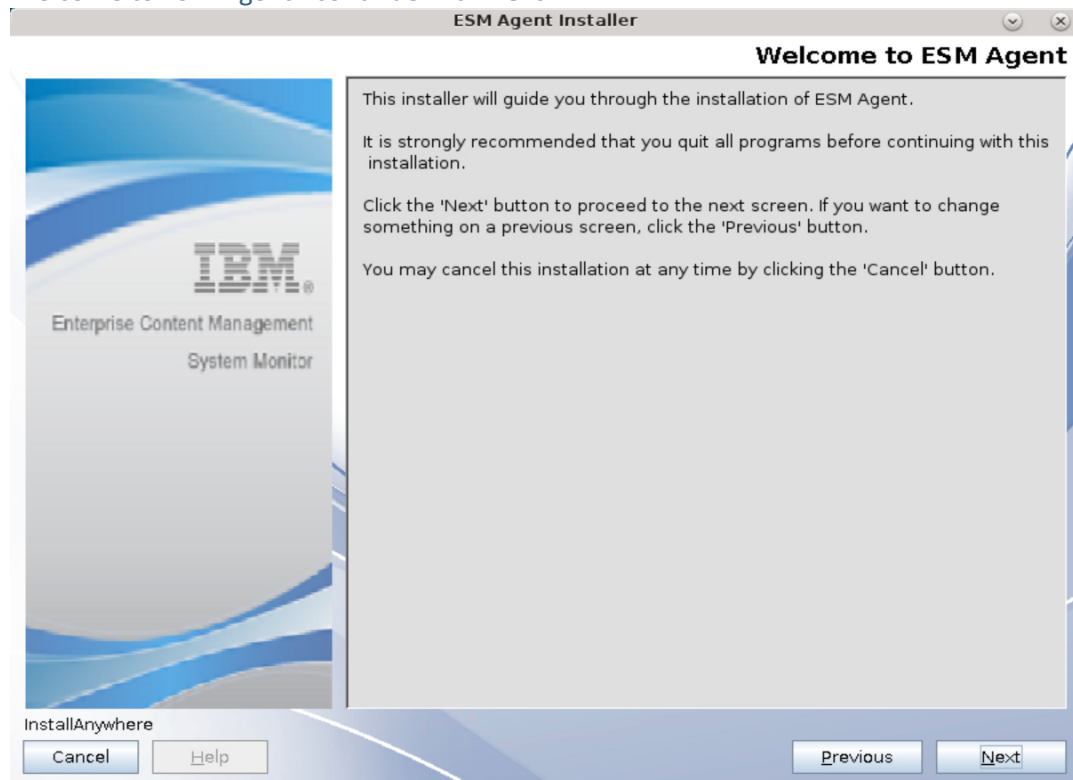 ESM Agent Installer
Welcome to ESM Agent
This installer will guide you through the installation of ESM Agent.
It is strongly recommended that you quit all programs before continuing with this
installation.
Click the 'Next' button to proceed to the next screen. If you want to change
something on a previous screen, click the 'Previous' button.
You may cancel this installation at any time by clicking the 'Cancel' button.
IBM®
Enterprise Content Management
System Monitor
InstallAnywhere
Cancel
Help
Previous
Next